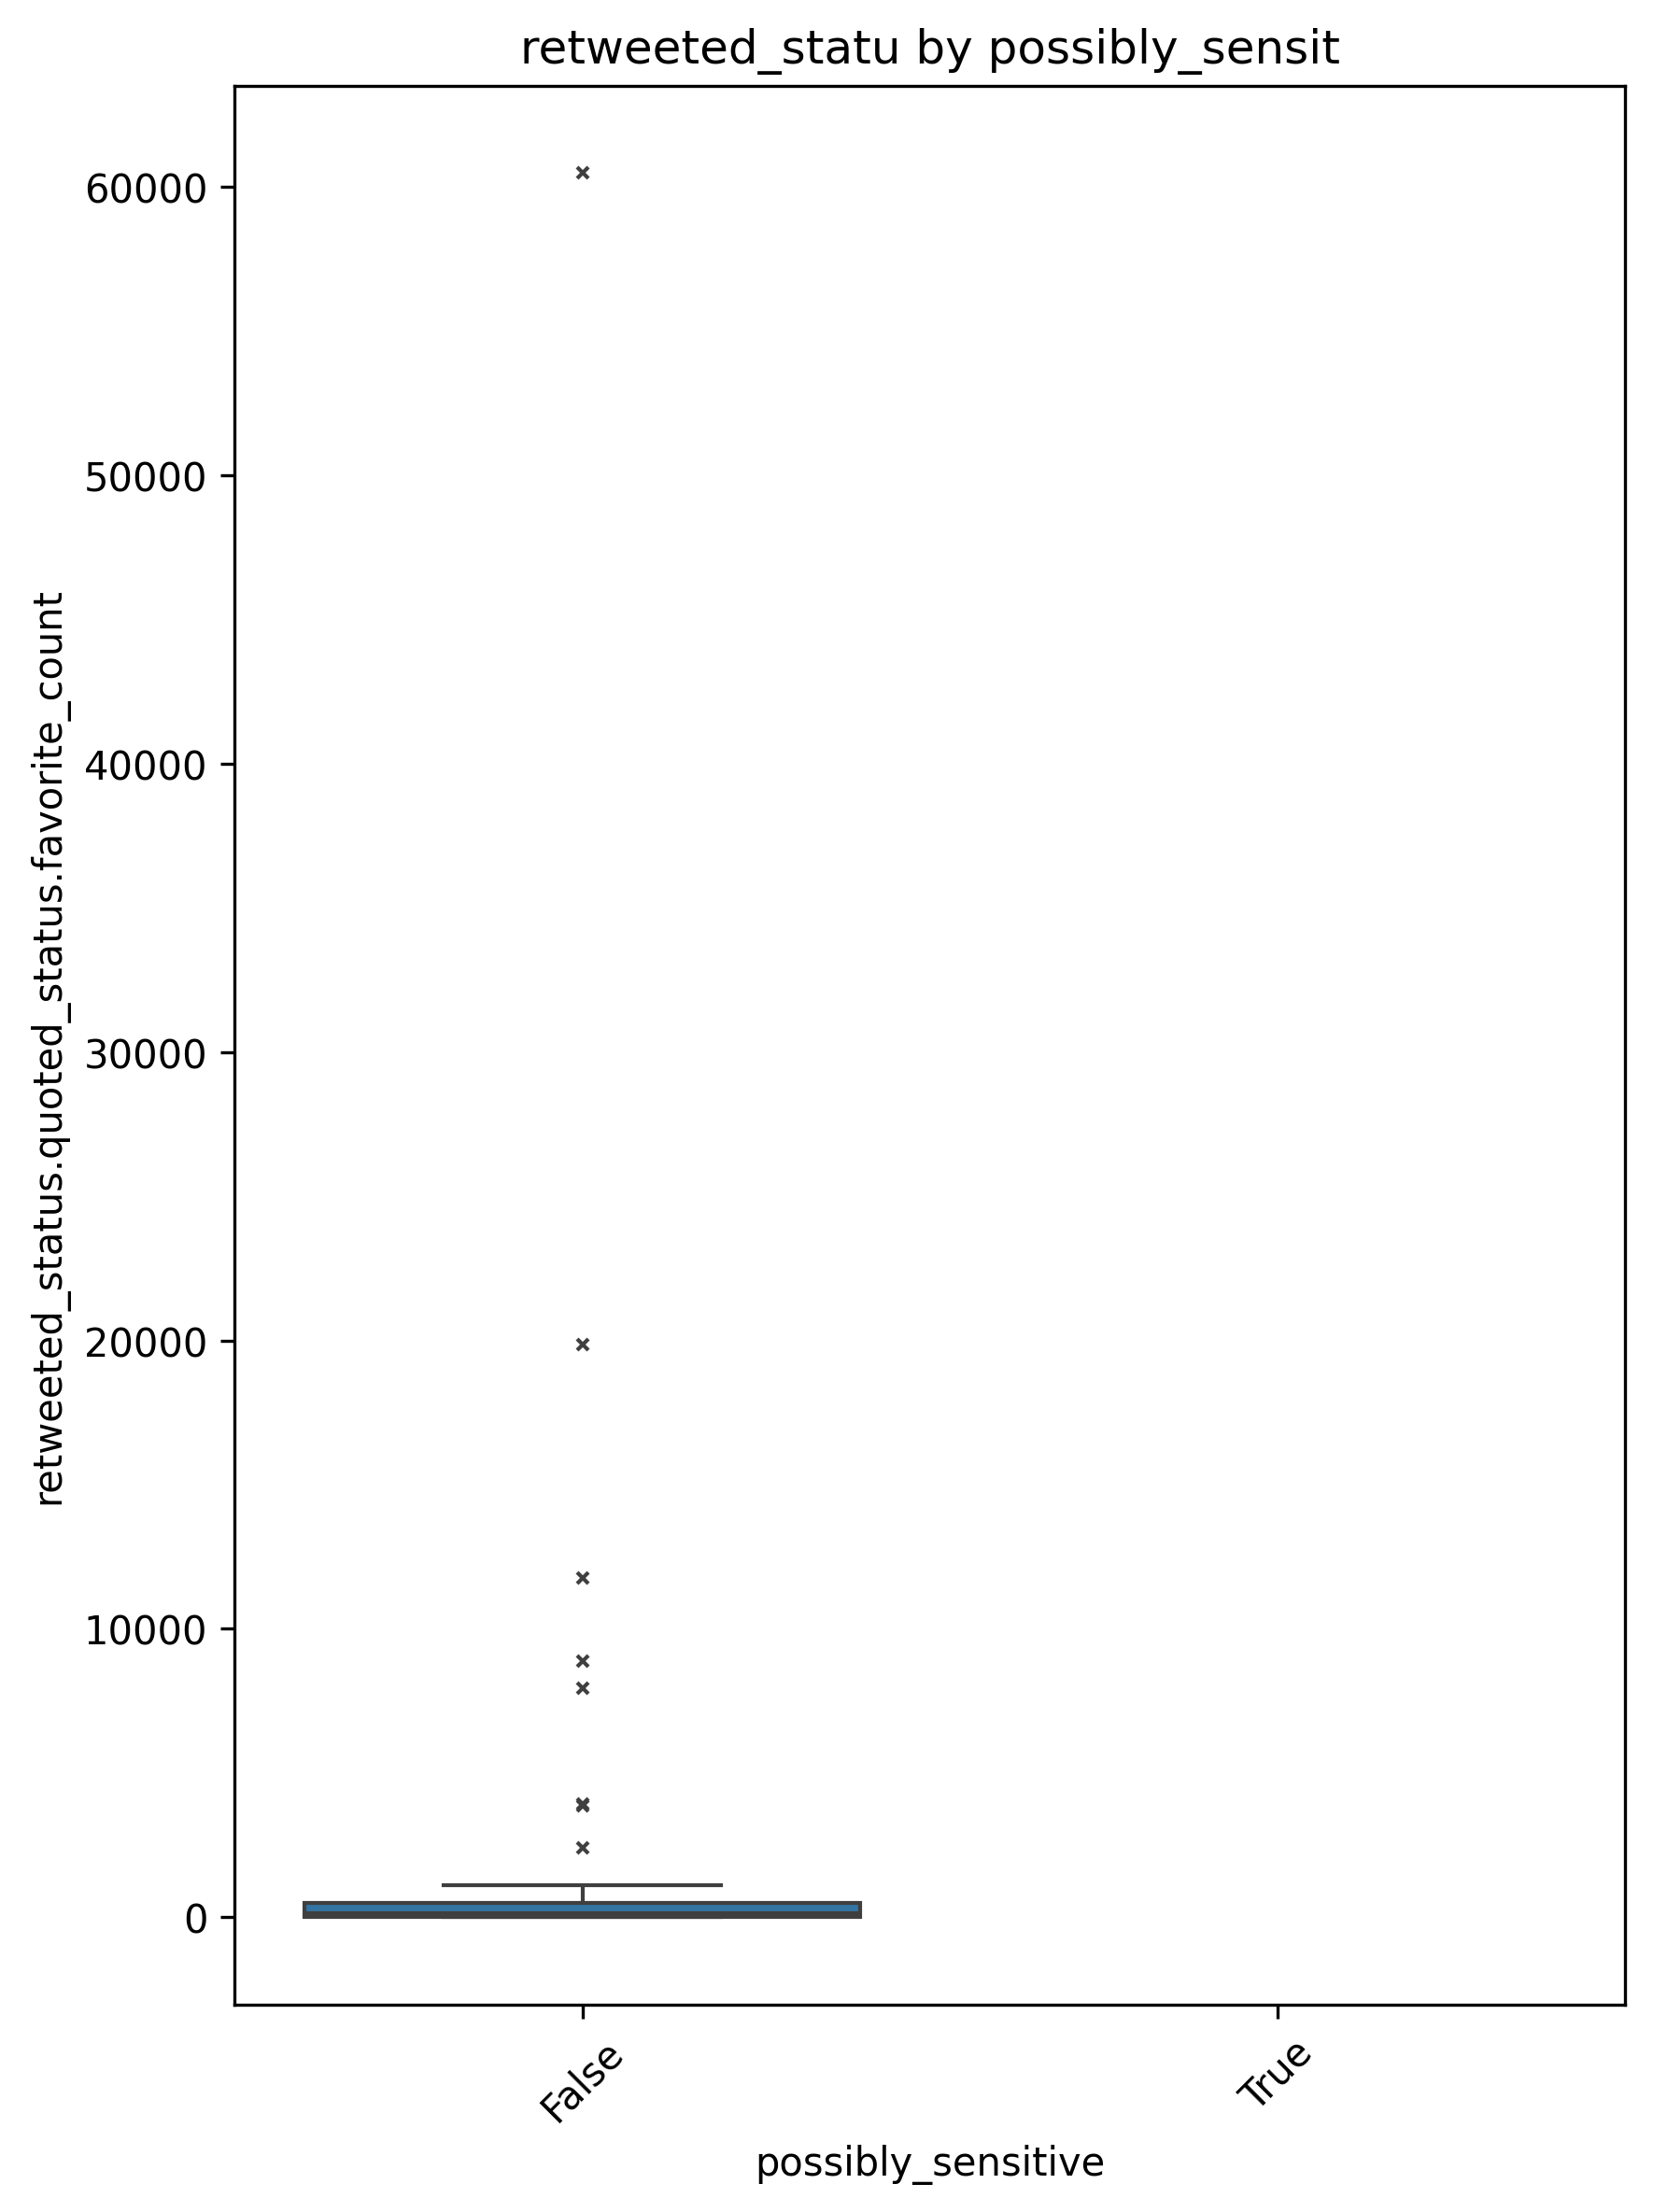 retweeted_statu by possibly_sensit
retweeted_status.quoted_status.favorite_count
60000
50000
40000
30000
20000
10000
0
False
True
possibly_sensitive